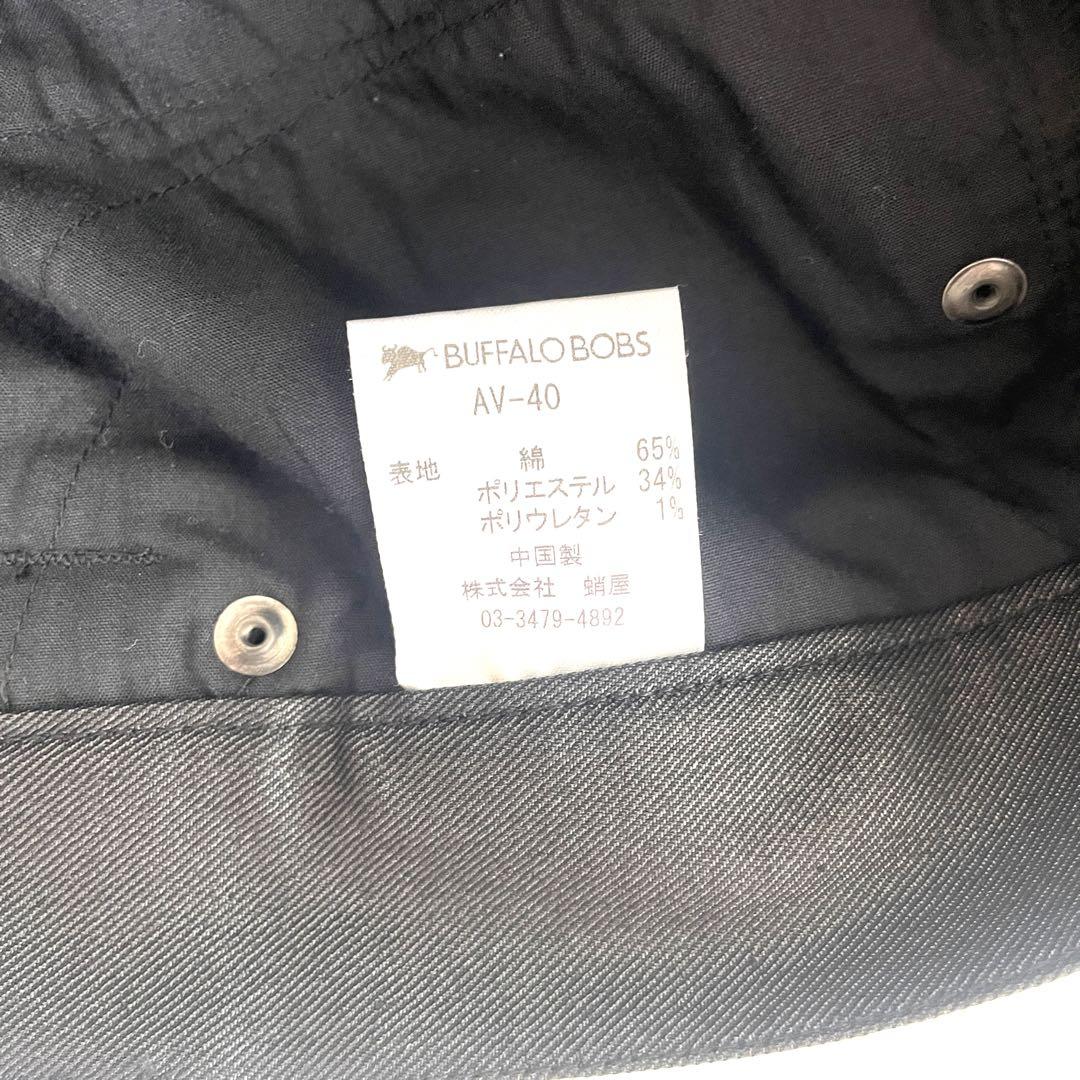 BUFFALO BOBS
AV-40
表地 綿 65%
ポリエステル 34%
ポリウレタン 1%
中国製
株式会社 蛸屋
03-3479-4892